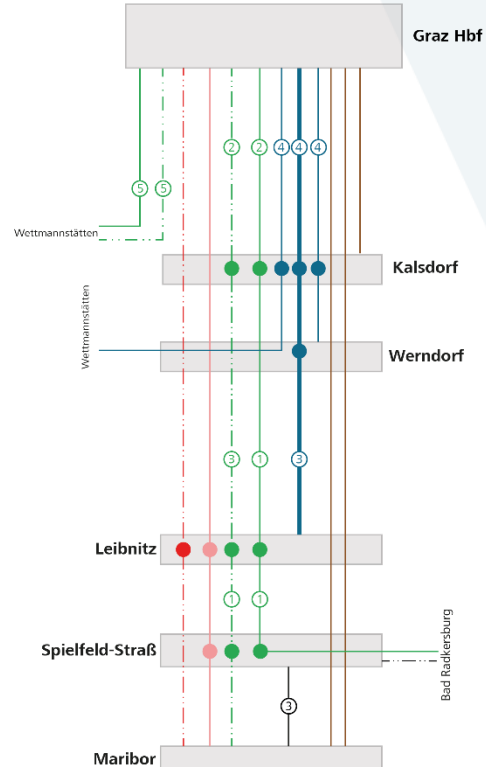 Graz Hbf
2
2
4
4
4
5
5
Wettmannstätten
Kalsdorf
Wettmannstätten
Werndorf
3
1
3
Leibnitz
1
1
Spielfeld-Straß
Bad Radkersburg
3
Maribor